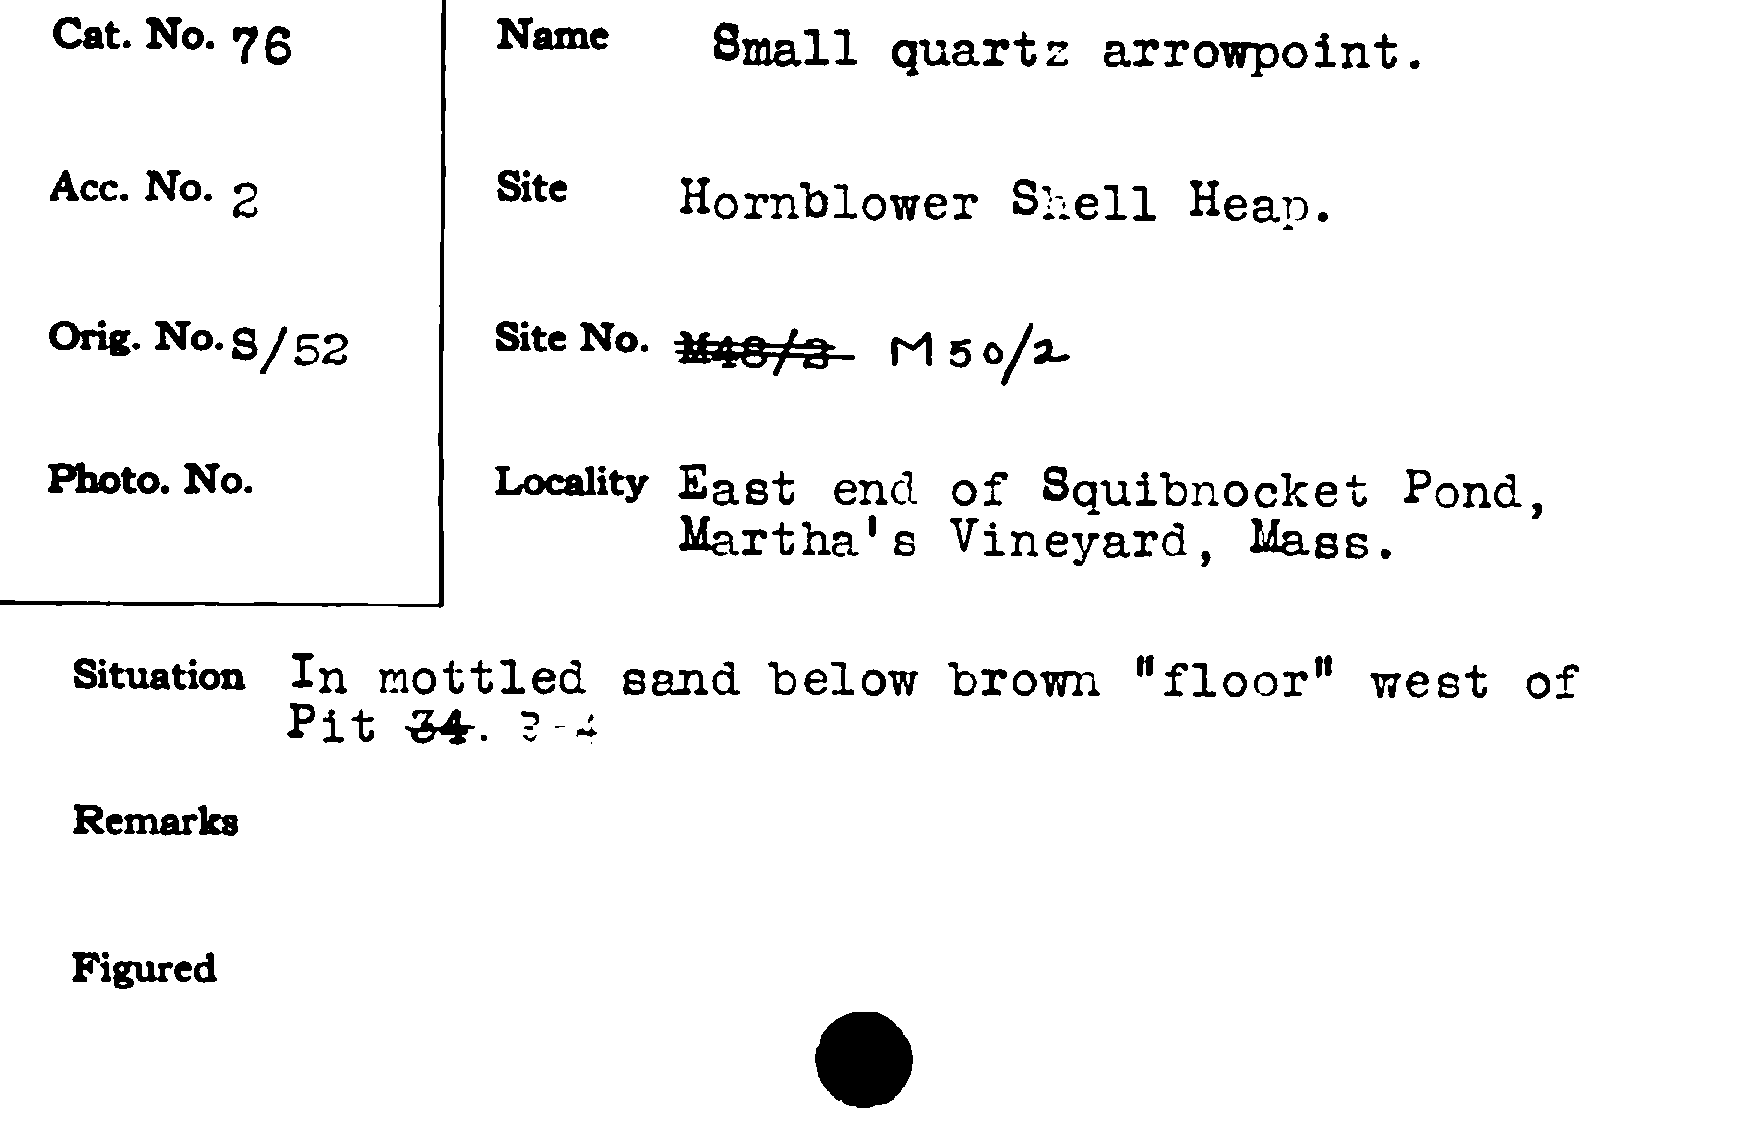 Cat. No. 76
Acc. No. 2
Orig. No. S/52
Photo. No.
Name Small quartz arrowpoint.
Site Hornblower Shell Heap.
Site No. M48/3 M50/2
Locality East end of Squibnocket Pond,
Martha's Vineyard, Mass.
Situation In mottled sand below brown "floor" west of
Pit 34. 3-4
Remarks
Figured